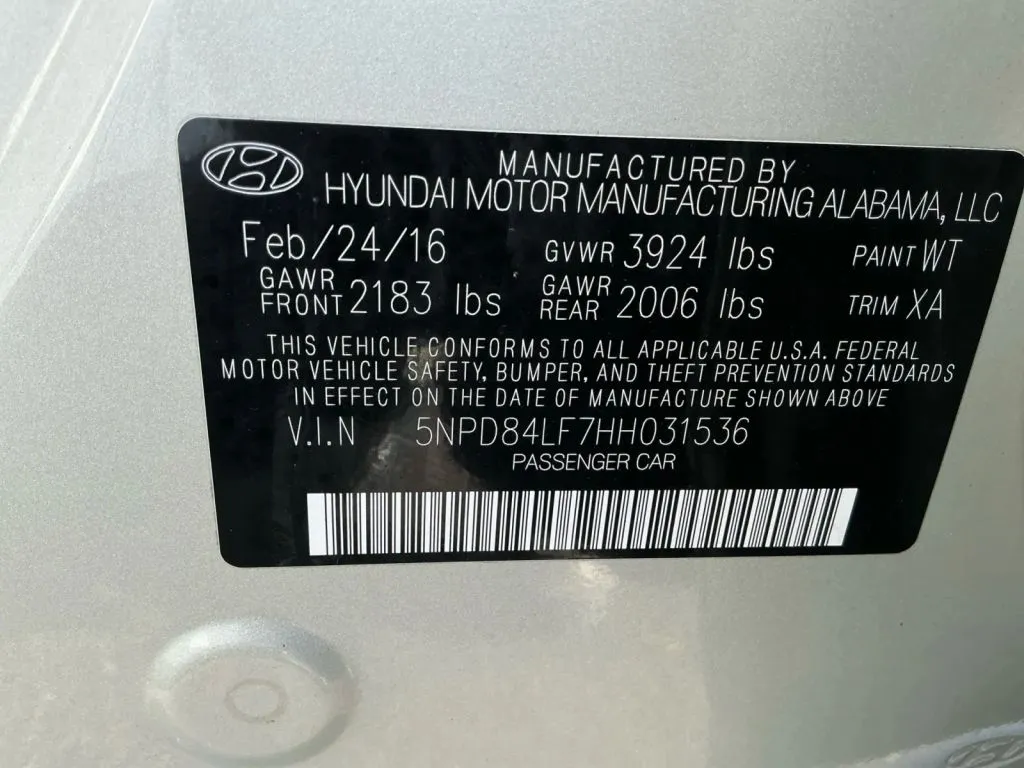 MANUFACTURED BY
HYUNDAI MOTOR MANUFACTURING ALABAMA, LLC
Feb/24/16 GVWR 3924 lbs PAINT WT
GAWR FRONT 2183 lbs GAWR REAR 2006 lbs TRIM XA
THIS VEHICLE CONFORMS TO ALL APPLICABLE U.S.A. FEDERAL
MOTOR VEHICLE SAFETY, BUMPER, AND THEFT PREVENTION STANDARDS
IN EFFECT ON THE DATE OF MANUFACTURE SHOWN ABOVE
V.I.N 5NPD84LF7HH031536
PASSENGER CAR